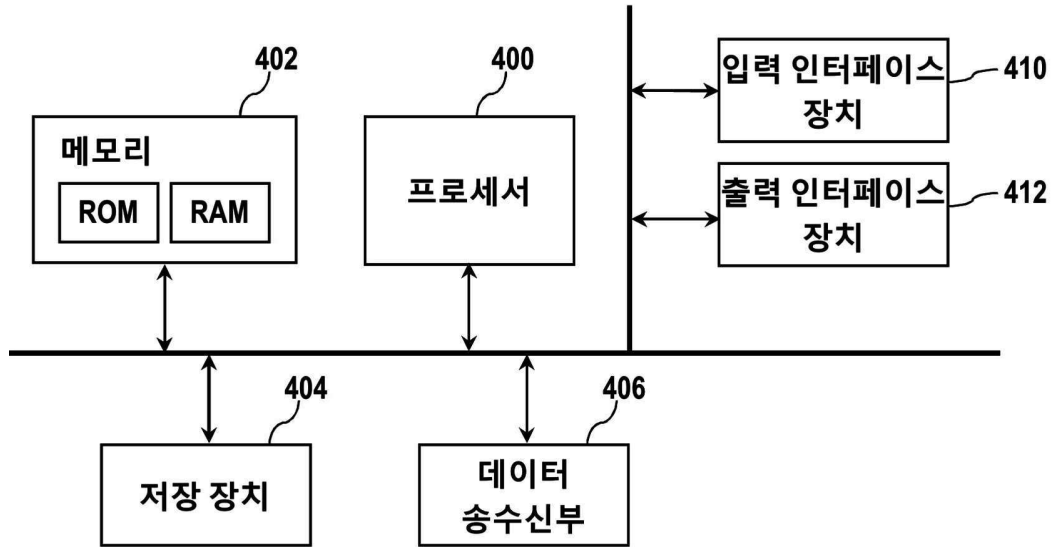 402
메모리
ROM
RAM
400
프로세서
입력 인터페이스
장치
410
출력 인터페이스
장치
412
404
저장 장치
406
데이터
송수신부